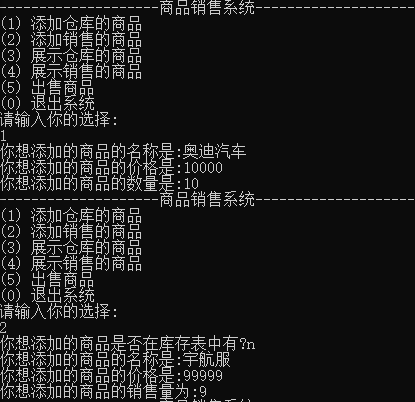 --------------------商品销售系统--------------------
(1) 添加仓库的商品
(2) 添加销售的商品
(3) 展示仓库的商品
(4) 展示销售的商品
(5) 出售商品
(0) 退出系统
请输入你的选择:
1
你想添加的商品的名称是:奥迪汽车
你想添加的商品的价格是:10000
你想添加的商品的数量是:10
--------------------商品销售系统--------------------
(1) 添加仓库的商品
(2) 添加销售的商品
(3) 展示仓库的商品
(4) 展示销售的商品
(5) 出售商品
(0) 退出系统
请输入你的选择:
2
你想添加的商品是否在库存表中有?n
你想添加的商品的名称是:宇航服
你想添加的商品的价格是:99999
你想添加的商品的销售量为:9